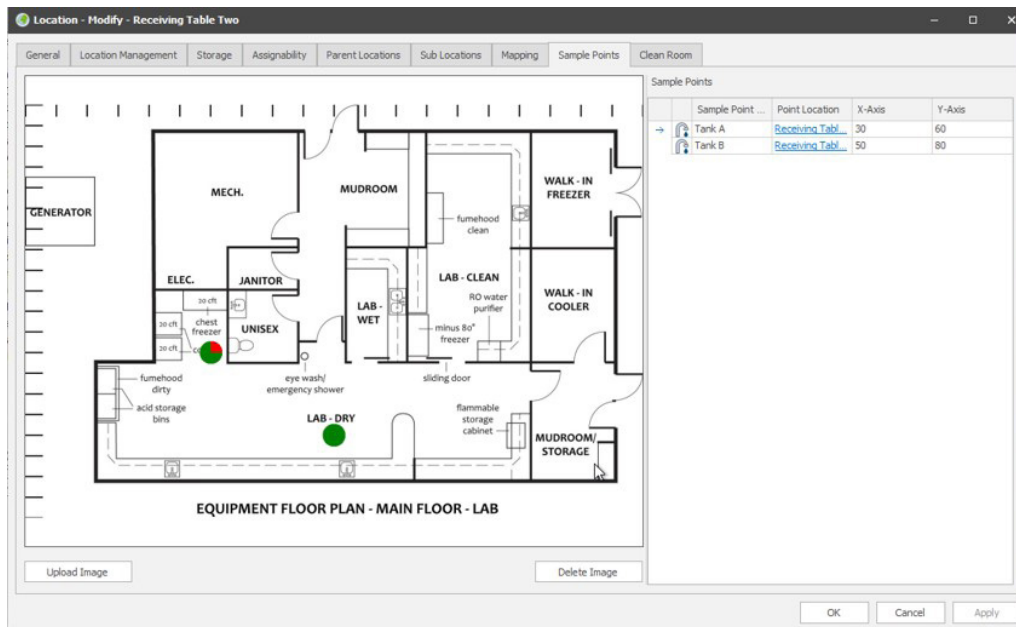 Location - Modify - Receiving Table Two
General
Location Management
Storage
Assignability
Parent Locations
Sub Locations
Mapping
Sample Points
Clean Room
GENERATOR
MECH.
MUDROOM
WALK - IN
FREEZER
fumehood
clean
ELEC.
JANITOR
LAB - CLEAN
20 cft
chest
freezer
20 cft
20 cft
UNISEX
LAB -
WET
RO water
purifier
minus 80°
freezer
WALK - IN
COOLER
fumehood
dirty
acid storage
bins
eye wash/
emergency shower
sliding door
LAB - DRY
flammable
storage
cabinet
MUDROOM/
STORAGE
EQUIPMENT FLOOR PLAN - MAIN FLOOR - LAB
Upload Image
Delete Image
Sample Points
Sample Point ... Point Location X-Axis Y-Axis
Tank A Receiving Tabl... 30 60
Tank B Receiving Tabl... 50 80
OK
Cancel
Apply